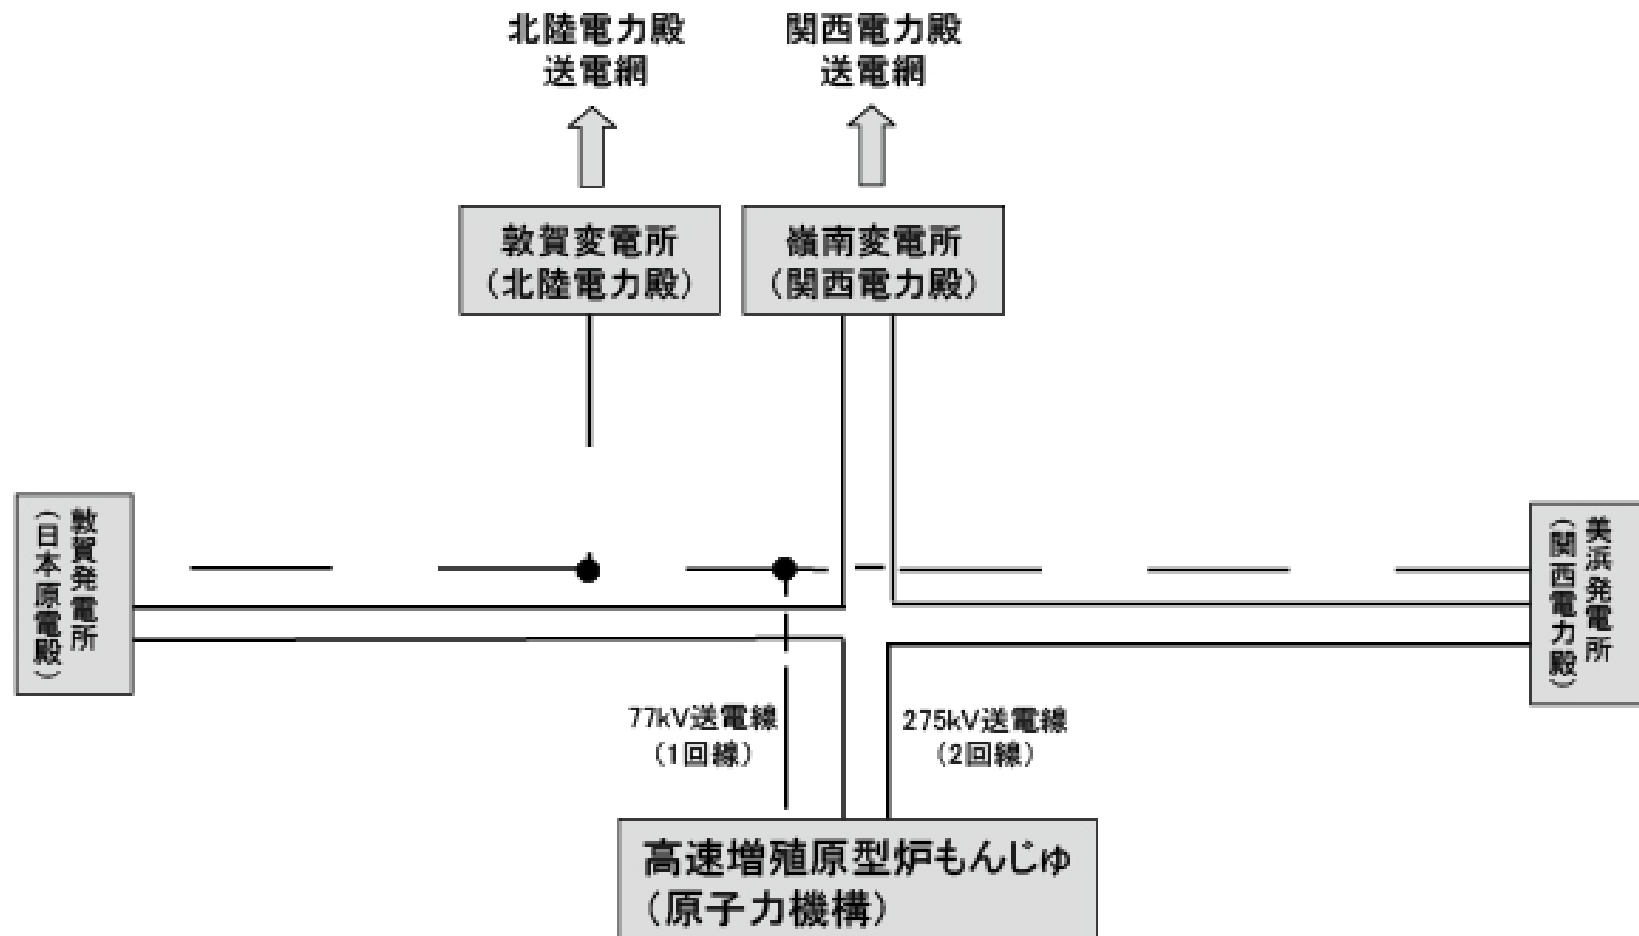 北陸電力殿
送電網
関西電力殿
送電網
敦賀変電所
(北陸電力殿)
嶺南変電所
(関西電力殿)
敦賀発電所
(日本原電殿)
美浜発電所
(関西電力殿)
77kV送電線
(1回線)
275kV送電線
(2回線)
高速増殖原型炉もんじゅ
(原子力機構)